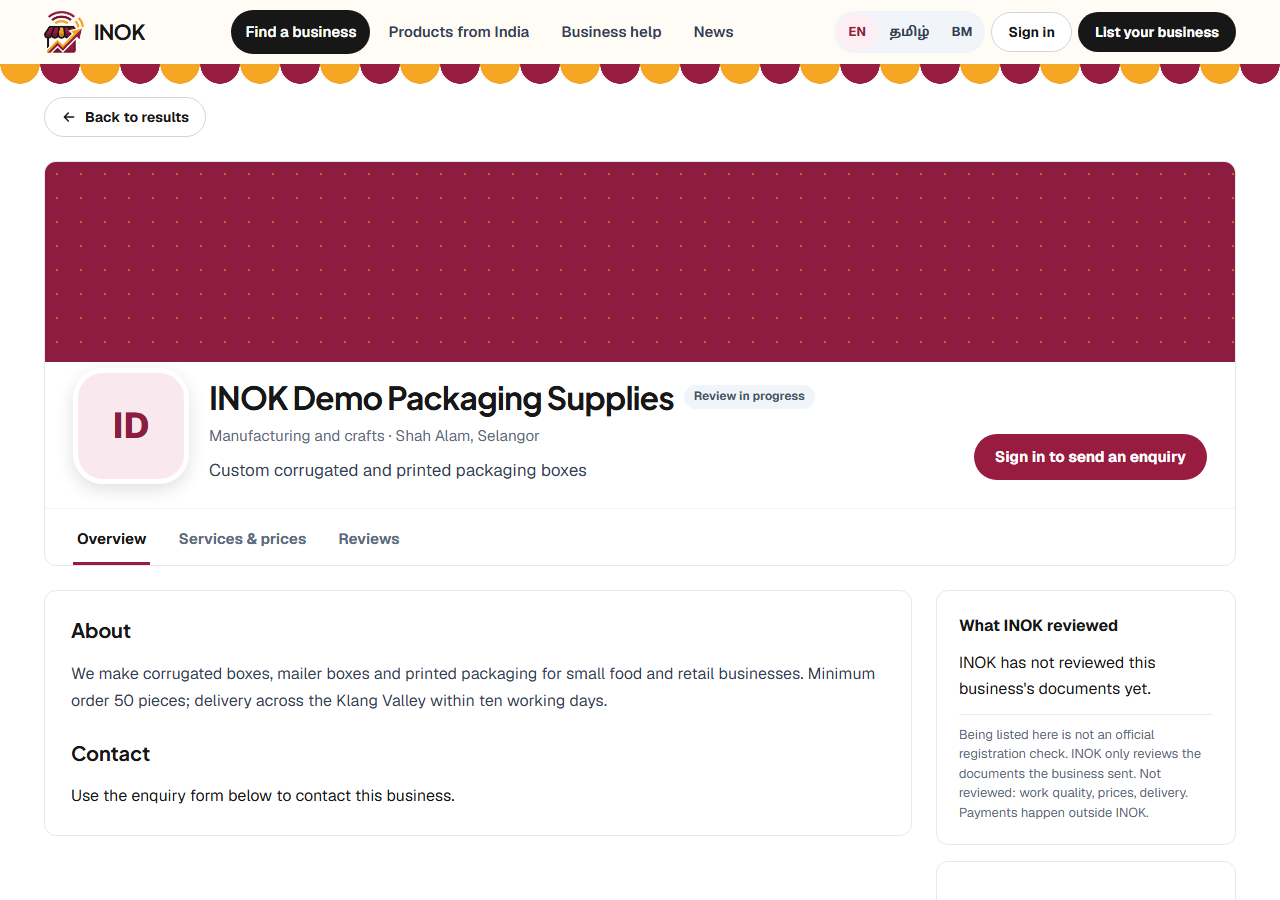 INOK
Find a business
Products from India
Business help
News
EN
தமிழ்
BM
Sign in
List your business
← Back to results
ID
INOK Demo Packaging Supplies
Review in progress
Manufacturing and crafts · Shah Alam, Selangor
Custom corrugated and printed packaging boxes
Sign in to send an enquiry
Overview
Services & prices
Reviews
About
We make corrugated boxes, mailer boxes and printed packaging for small food and retail businesses. Minimum
order 50 pieces; delivery across the Klang Valley within ten working days.
Contact
Use the enquiry form below to contact this business.
What INOK reviewed
INOK has not reviewed this
business's documents yet.
Being listed here is not an official
registration check. INOK only reviews the
documents the business sent. Not
reviewed: work quality, prices, delivery.
Payments happen outside INOK.